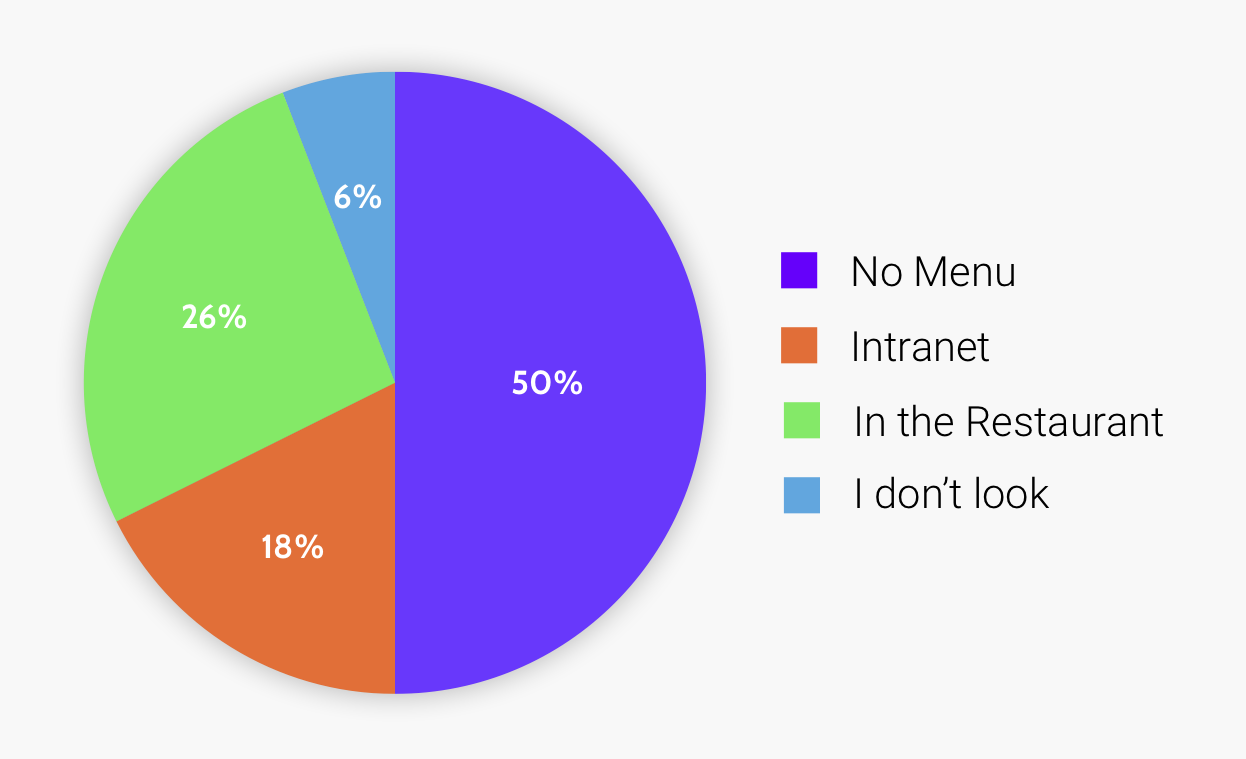 6%
26%
50%
18%
No Menu
Intranet
In the Restaurant
I don’t look